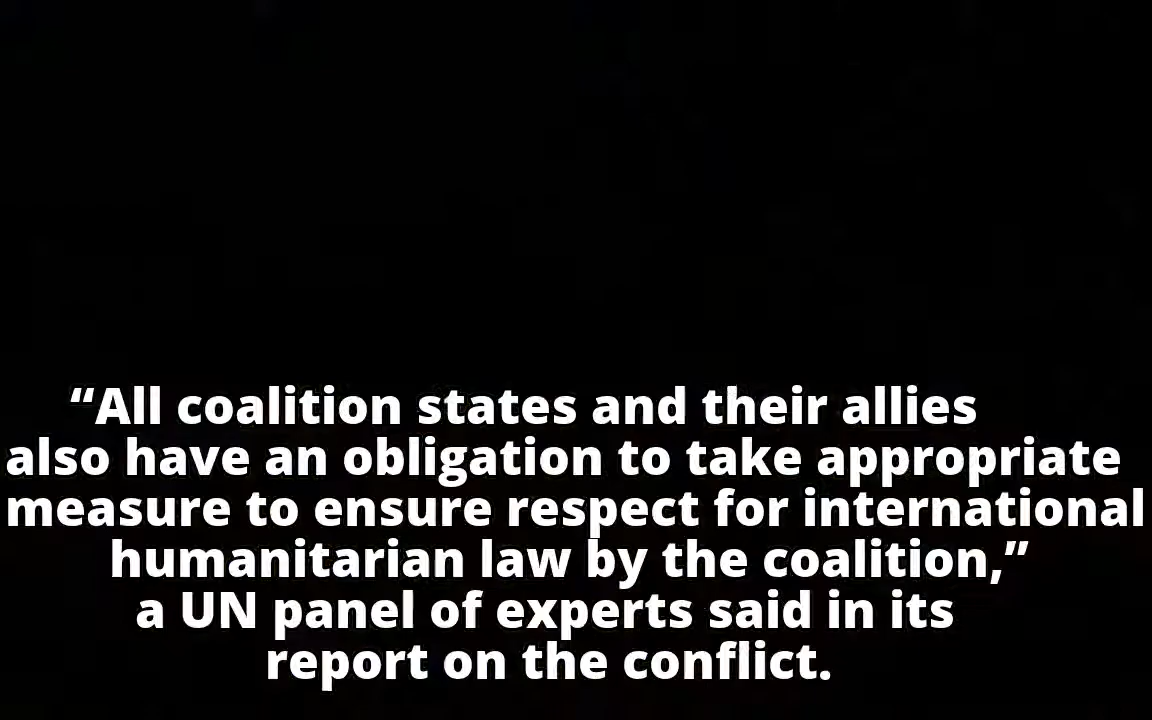 “All coalition states and their allies
also have an obligation to take appropriate
measure to ensure respect for international
humanitarian law by the coalition,”
a UN panel of experts said in its
report on the conflict.